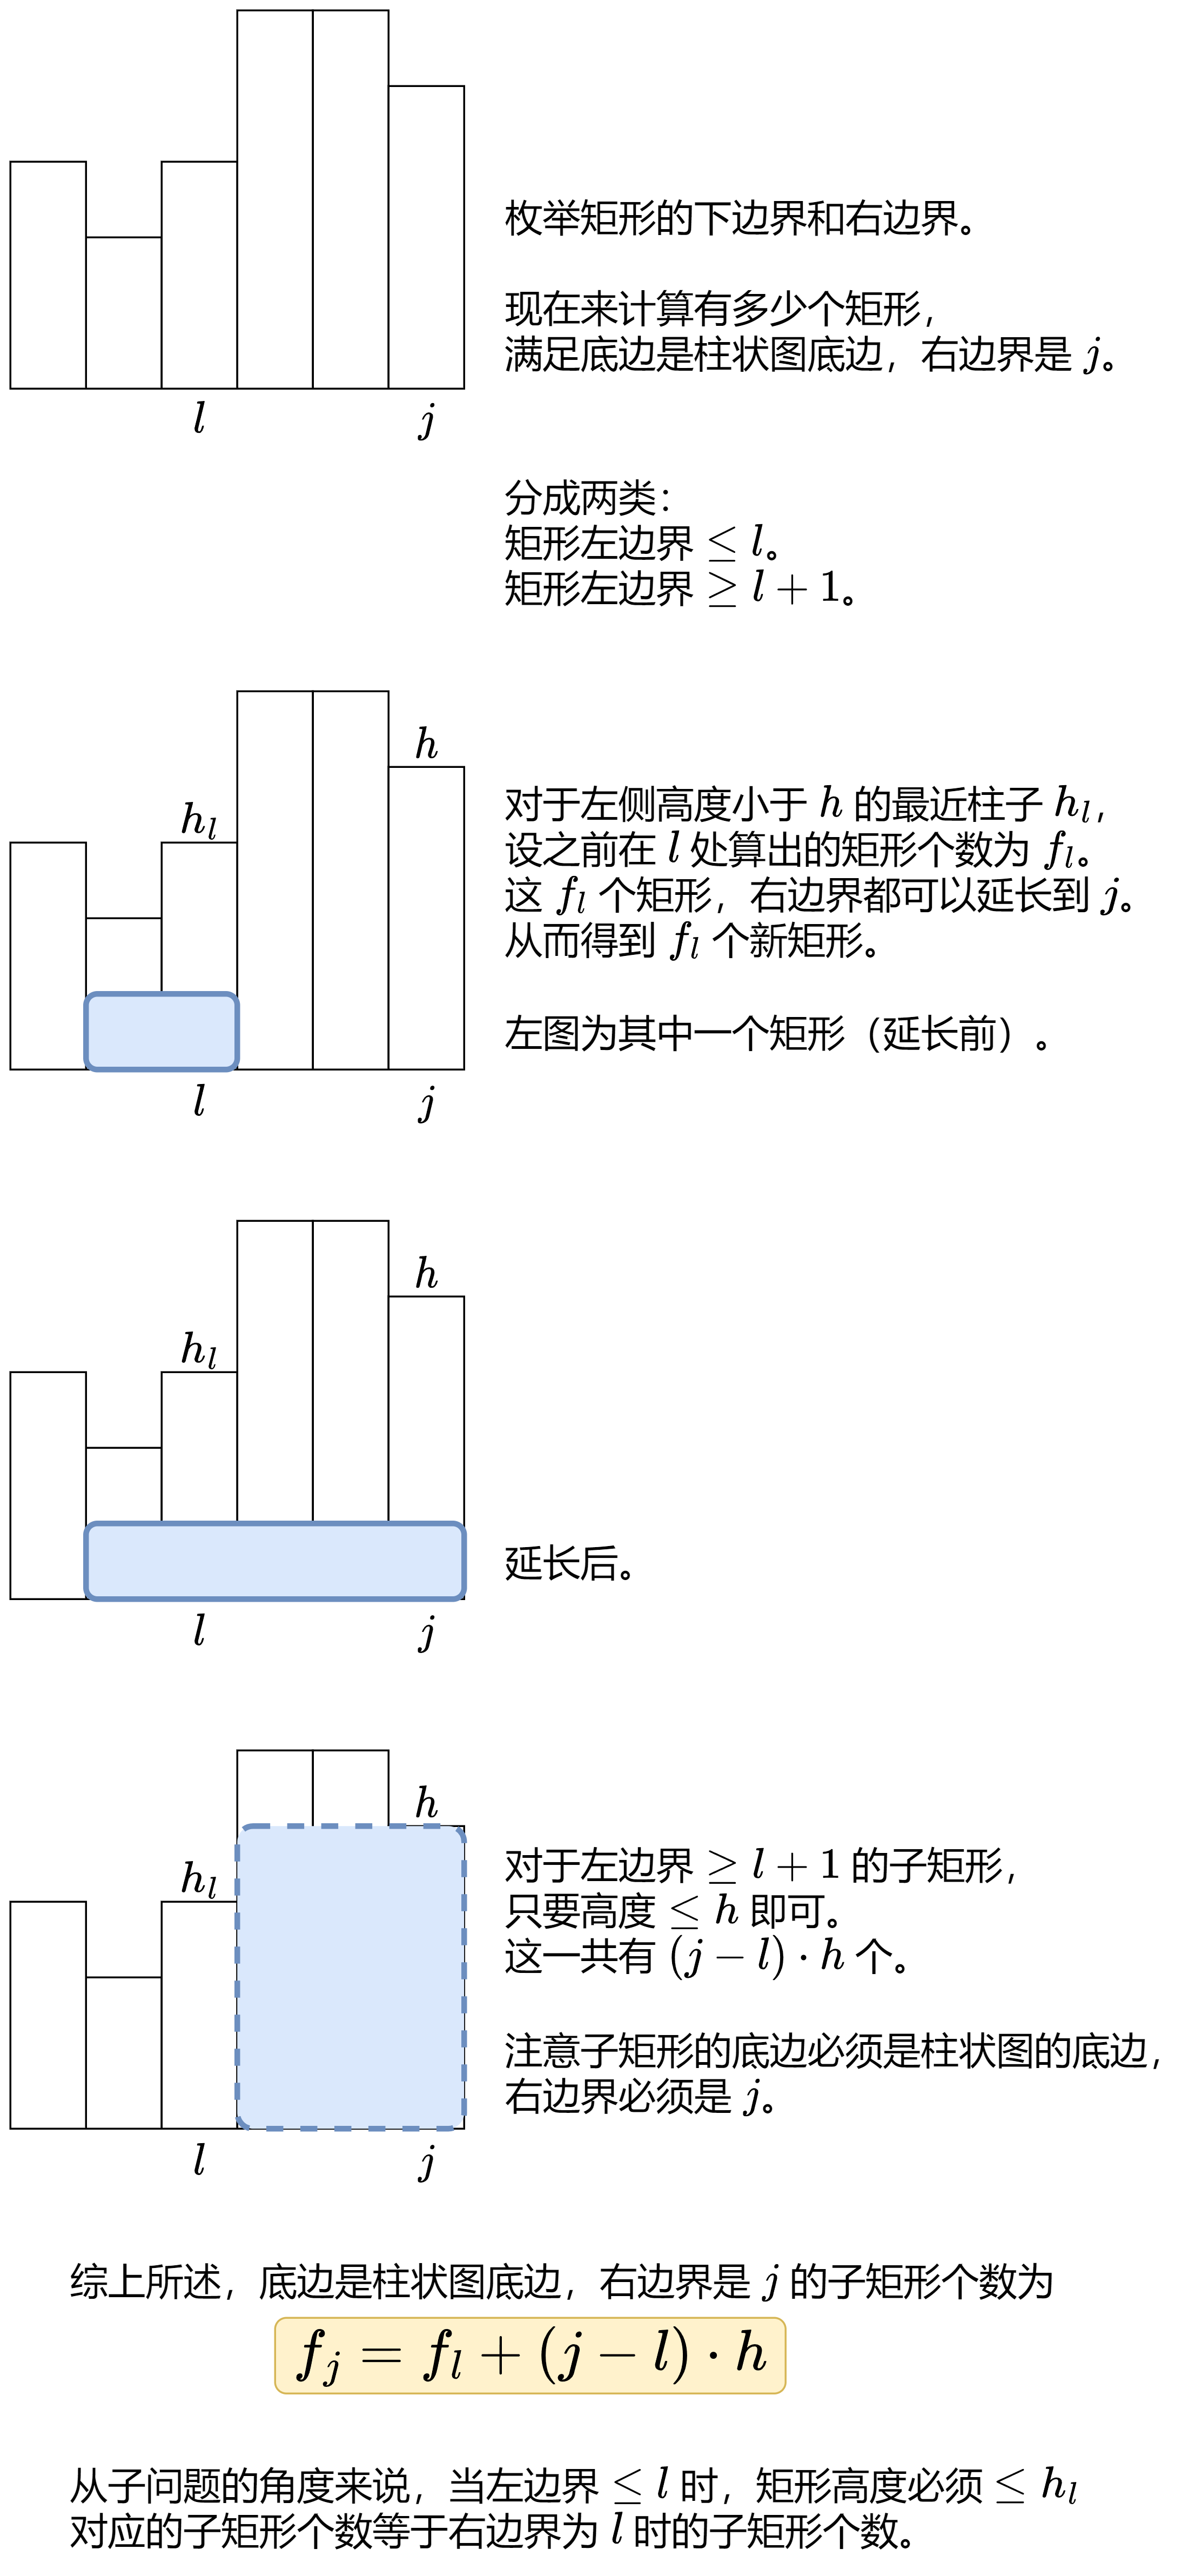 枚举矩形的下边界和右边界。
现在来计算有多少个矩形，
满足底边是柱状图底边，右边界是 j。
l
j
分成两类：
矩形左边界 ≤ l。
矩形左边界 ≥ l + 1。
h
h_l
对于左侧高度小于 h 的最近柱子 h_l，
设之前在 l 处算出的矩形个数为 f_l。
这 f_l 个矩形，右边界都可以延长到 j。
从而得到 f_l 个新矩形。
左图为其中一个矩形（延长前）。
l
j
h
h_l
延长后。
l
j
h
h_l
对于左边界 ≥ l + 1 的子矩形，
只要高度 ≤ h 即可。
这一共有 (j − l) · h 个。
注意子矩形的底边必须是柱状图的底边，
右边界必须是 j。
l
j
综上所述，底边是柱状图底边，右边界是 j 的子矩形个数为
f_j = f_l + (j − l) · h
从子问题的角度来说，当左边界 ≤ l 时，矩形高度必须 ≤ h_l
对应的子矩形个数等于右边界为 l 时的子矩形个数。